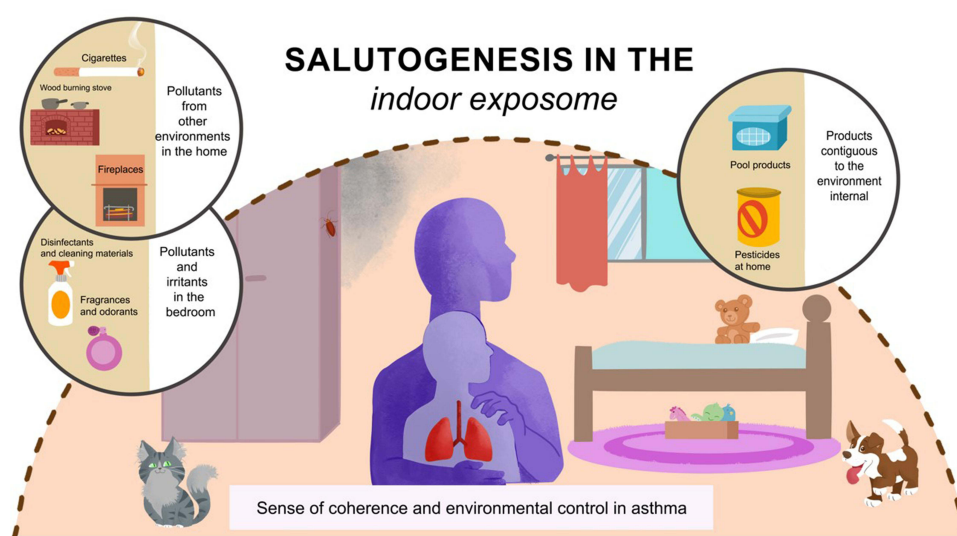 SALUTOGENESIS IN THE
indoor exposome
Cigarettes
Wood burning stove
Fireplaces
Pollutants
from
other
environments
in the home
Disinfectants
and cleaning materials
Fragrances
and odorants
Pollutants
and
irritants
in the
bedroom
Pool products
Pesticides
at home
Products
contiguous
to the
environment
internal
Sense of coherence and environmental control in asthma